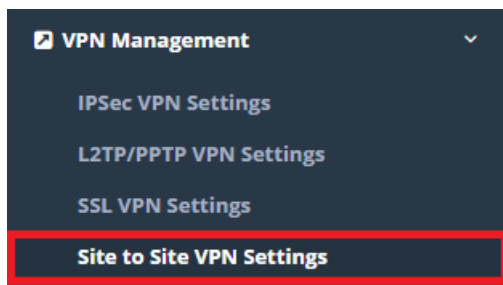 VPN Management
IPSec VPN Settings
L2TP/PPTP VPN Settings
SSL VPN Settings
Site to Site VPN Settings